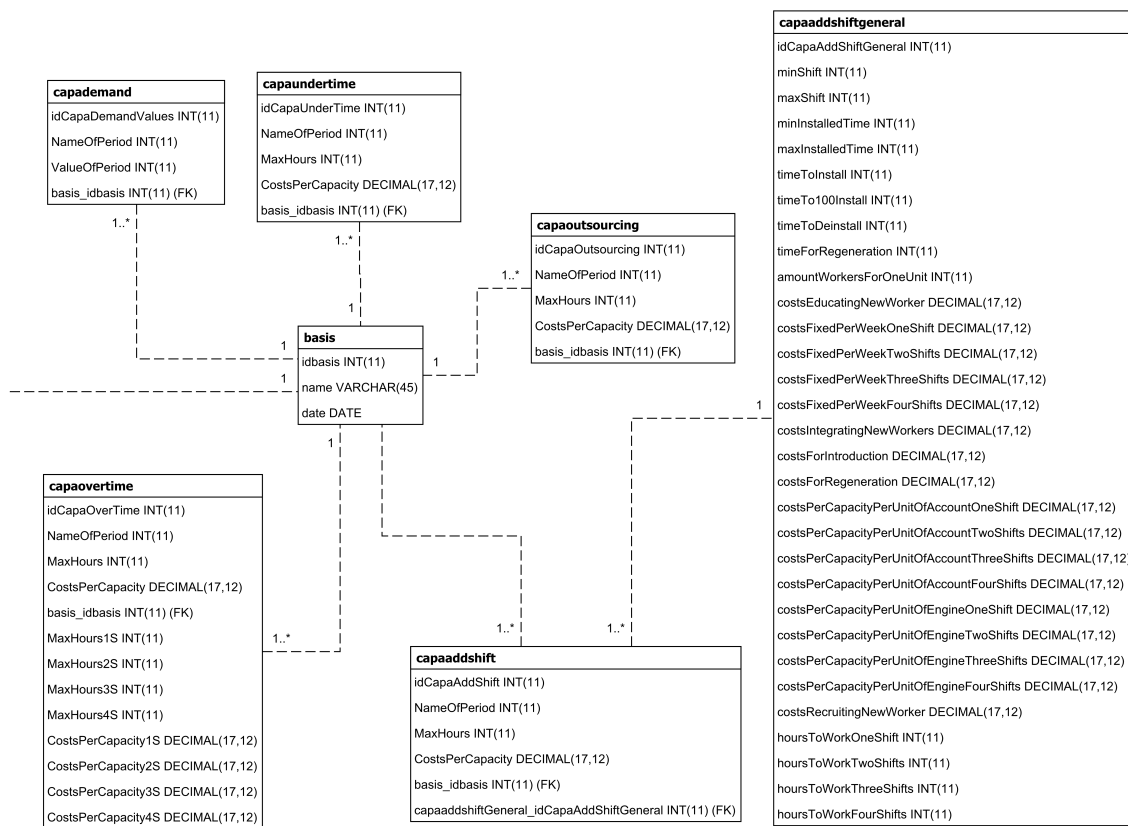 capademand
idCapaDemandValues INT(11)
NameOfPeriod INT(11)
ValueOfPeriod INT(11)
basis_idbasis INT(11) (FK)
1..*
capaundertime
idCapaUnderTime INT(11)
NameOfPeriod INT(11)
MaxHours INT(11)
CostsPerCapacity DECIMAL(17,12)
basis_idbasis INT(11) (FK)
1..*
1
capaoutsourcing
idCapaOutsourcing INT(11)
NameOfPeriod INT(11)
MaxHours INT(11)
CostsPerCapacity DECIMAL(17,12)
basis_idbasis INT(11) (FK)
1..*
1
1
1
basis
idbasis INT(11)
name VARCHAR(45)
date DATE
1
capaovertime
idCapaOverTime INT(11)
NameOfPeriod INT(11)
MaxHours INT(11)
CostsPerCapacity DECIMAL(17,12)
basis_idbasis INT(11) (FK)
MaxHours1S INT(11)
MaxHours2S INT(11)
MaxHours3S INT(11)
MaxHours4S INT(11)
CostsPerCapacity1S DECIMAL(17,12)
CostsPerCapacity2S DECIMAL(17,12)
CostsPerCapacity3S DECIMAL(17,12)
CostsPerCapacity4S DECIMAL(17,12)
1..*
1..*
1..*
capaaddshift
idCapaAddShift INT(11)
NameOfPeriod INT(11)
MaxHours INT(11)
CostsPerCapacity DECIMAL(17,12)
basis_idbasis INT(11) (FK)
capaaddshiftGeneral_idCapaAddShiftGeneral INT(11) (FK)
1
capaaddshiftgeneral
idCapaAddShiftGeneral INT(11)
minShift INT(11)
maxShift INT(11)
minInstalledTime INT(11)
maxInstalledTime INT(11)
timeToInstall INT(11)
timeTo100Install INT(11)
timeToDeinstall INT(11)
timeForRegeneration INT(11)
amountWorkersForOneUnit INT(11)
costsEducatingNewWorker DECIMAL(17,12)
costsFixedPerWeekOneShift DECIMAL(17,12)
costsFixedPerWeekTwoShifts DECIMAL(17,12)
costsFixedPerWeekThreeShifts DECIMAL(17,12)
costsFixedPerWeekFourShifts DECIMAL(17,12)
costsIntegratingNewWorkers DECIMAL(17,12)
costsForIntroduction DECIMAL(17,12)
costsForRegeneration DECIMAL(17,12)
costsPerCapacityPerUnitOfAccountOneShift DECIMAL(17,12)
costsPerCapacityPerUnitOfAccountTwoShifts DECIMAL(17,12)
costsPerCapacityPerUnitOfAccountThreeShifts DECIMAL(17,12)
costsPerCapacityPerUnitOfAccountFourShifts DECIMAL(17,12)
costsPerCapacityPerUnitOfEngineOneShift DECIMAL(17,12)
costsPerCapacityPerUnitOfEngineTwoShifts DECIMAL(17,12)
costsPerCapacityPerUnitOfEngineThreeShifts DECIMAL(17,12)
costsPerCapacityPerUnitOfEngineFourShifts DECIMAL(17,12)
costsRecruitingNewWorker DECIMAL(17,12)
hoursToWorkOneShift INT(11)
hoursToWorkTwoShifts INT(11)
hoursToWorkThreeShifts INT(11)
hoursToWorkFourShifts INT(11)